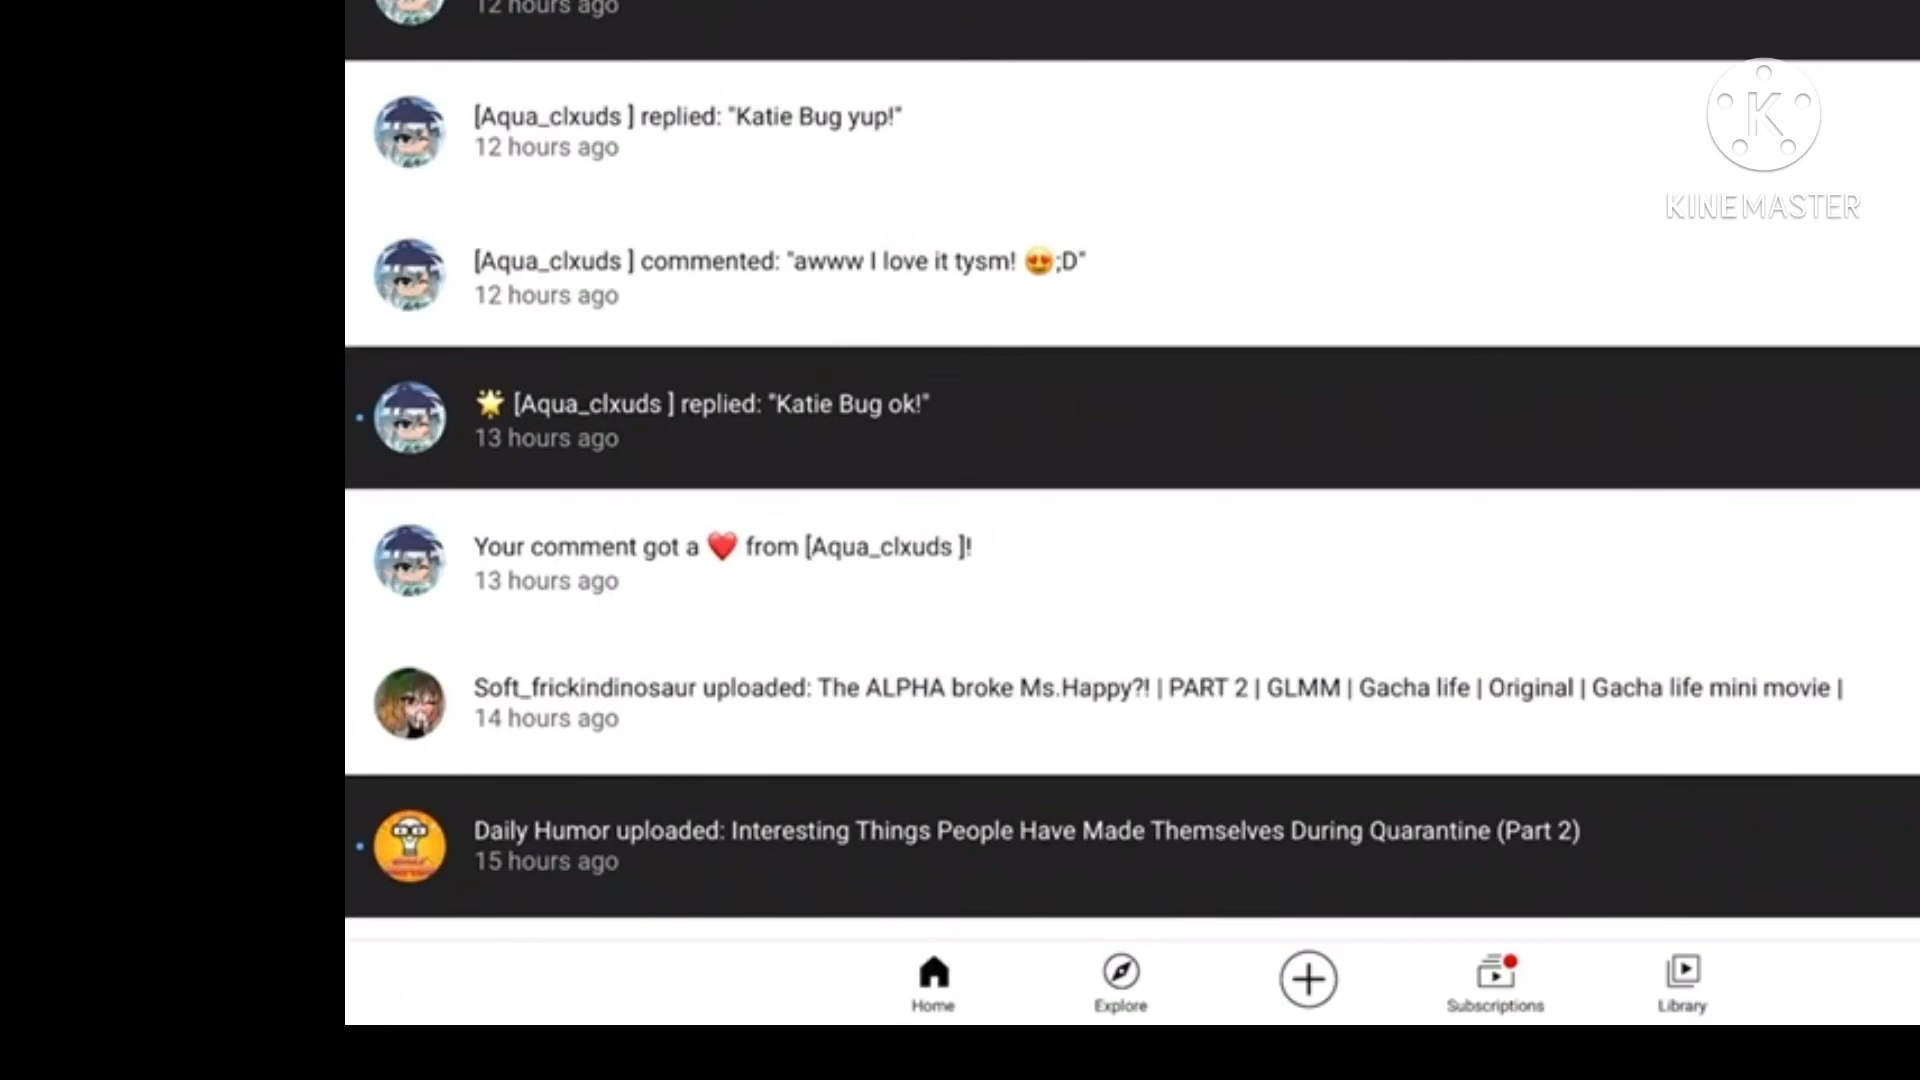 12 hours ago
[Aqua_clxuds ] replied: "Katie Bug yup!"
12 hours ago
[Aqua_clxuds ] commented: "awww I love it tysm! 😍;D"
12 hours ago
🌟 [Aqua_clxuds ] replied: "Katie Bug ok!"
13 hours ago
Your comment got a ❤️ from [Aqua_clxuds ]!
13 hours ago
Soft_frickindinosaur uploaded: The ALPHA broke Ms.Happy?! | PART 2 | GLMM | Gacha life | Original | Gacha life mini movie |
14 hours ago
Daily Humor uploaded: Interesting Things People Have Made Themselves During Quarantine (Part 2)
15 hours ago
Home
Explore
Subscriptions
Library
K
KINEMASTER